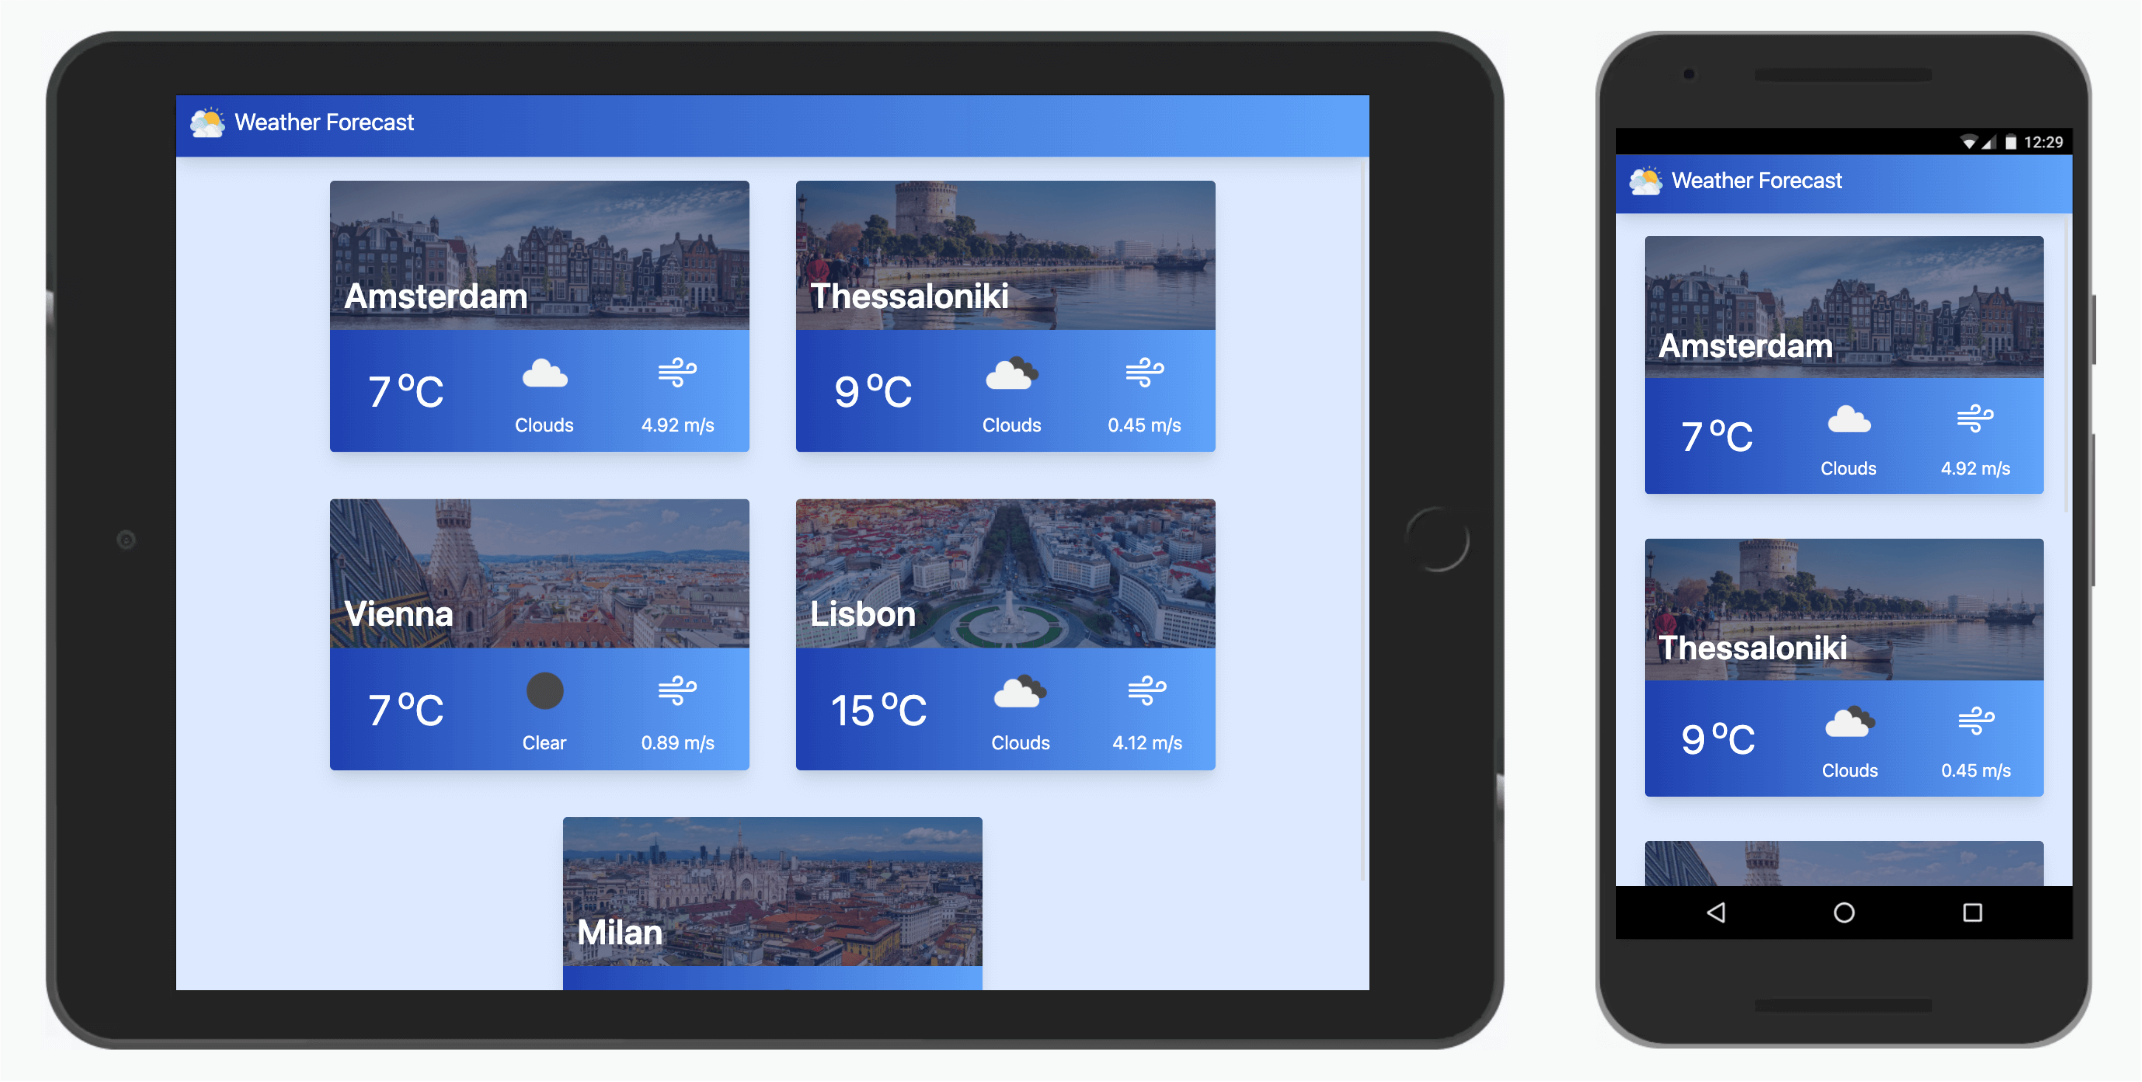 Weather Forecast
Amsterdam
7 °C
Clouds
4.92 m/s
Thessaloniki
9 °C
Clouds
0.45 m/s
Vienna
7 °C
Clear
0.89 m/s
Lisbon
15 °C
Clouds
4.12 m/s
Milan
12:29
Weather Forecast
Amsterdam
7 °C
Clouds
4.92 m/s
Thessaloniki
9 °C
Clouds
0.45 m/s